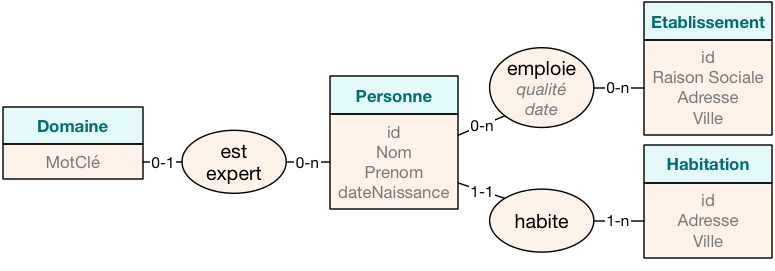 Domaine
MotClé
0-1
est
expert
0-n
Personne
id
Nom
Prenom
dateNaissance
0-n
emploie
qualité
date
0-n
Etablissement
id
Raison Sociale
Adresse
Ville
1-1
habite
1-n
Habitation
id
Adresse
Ville